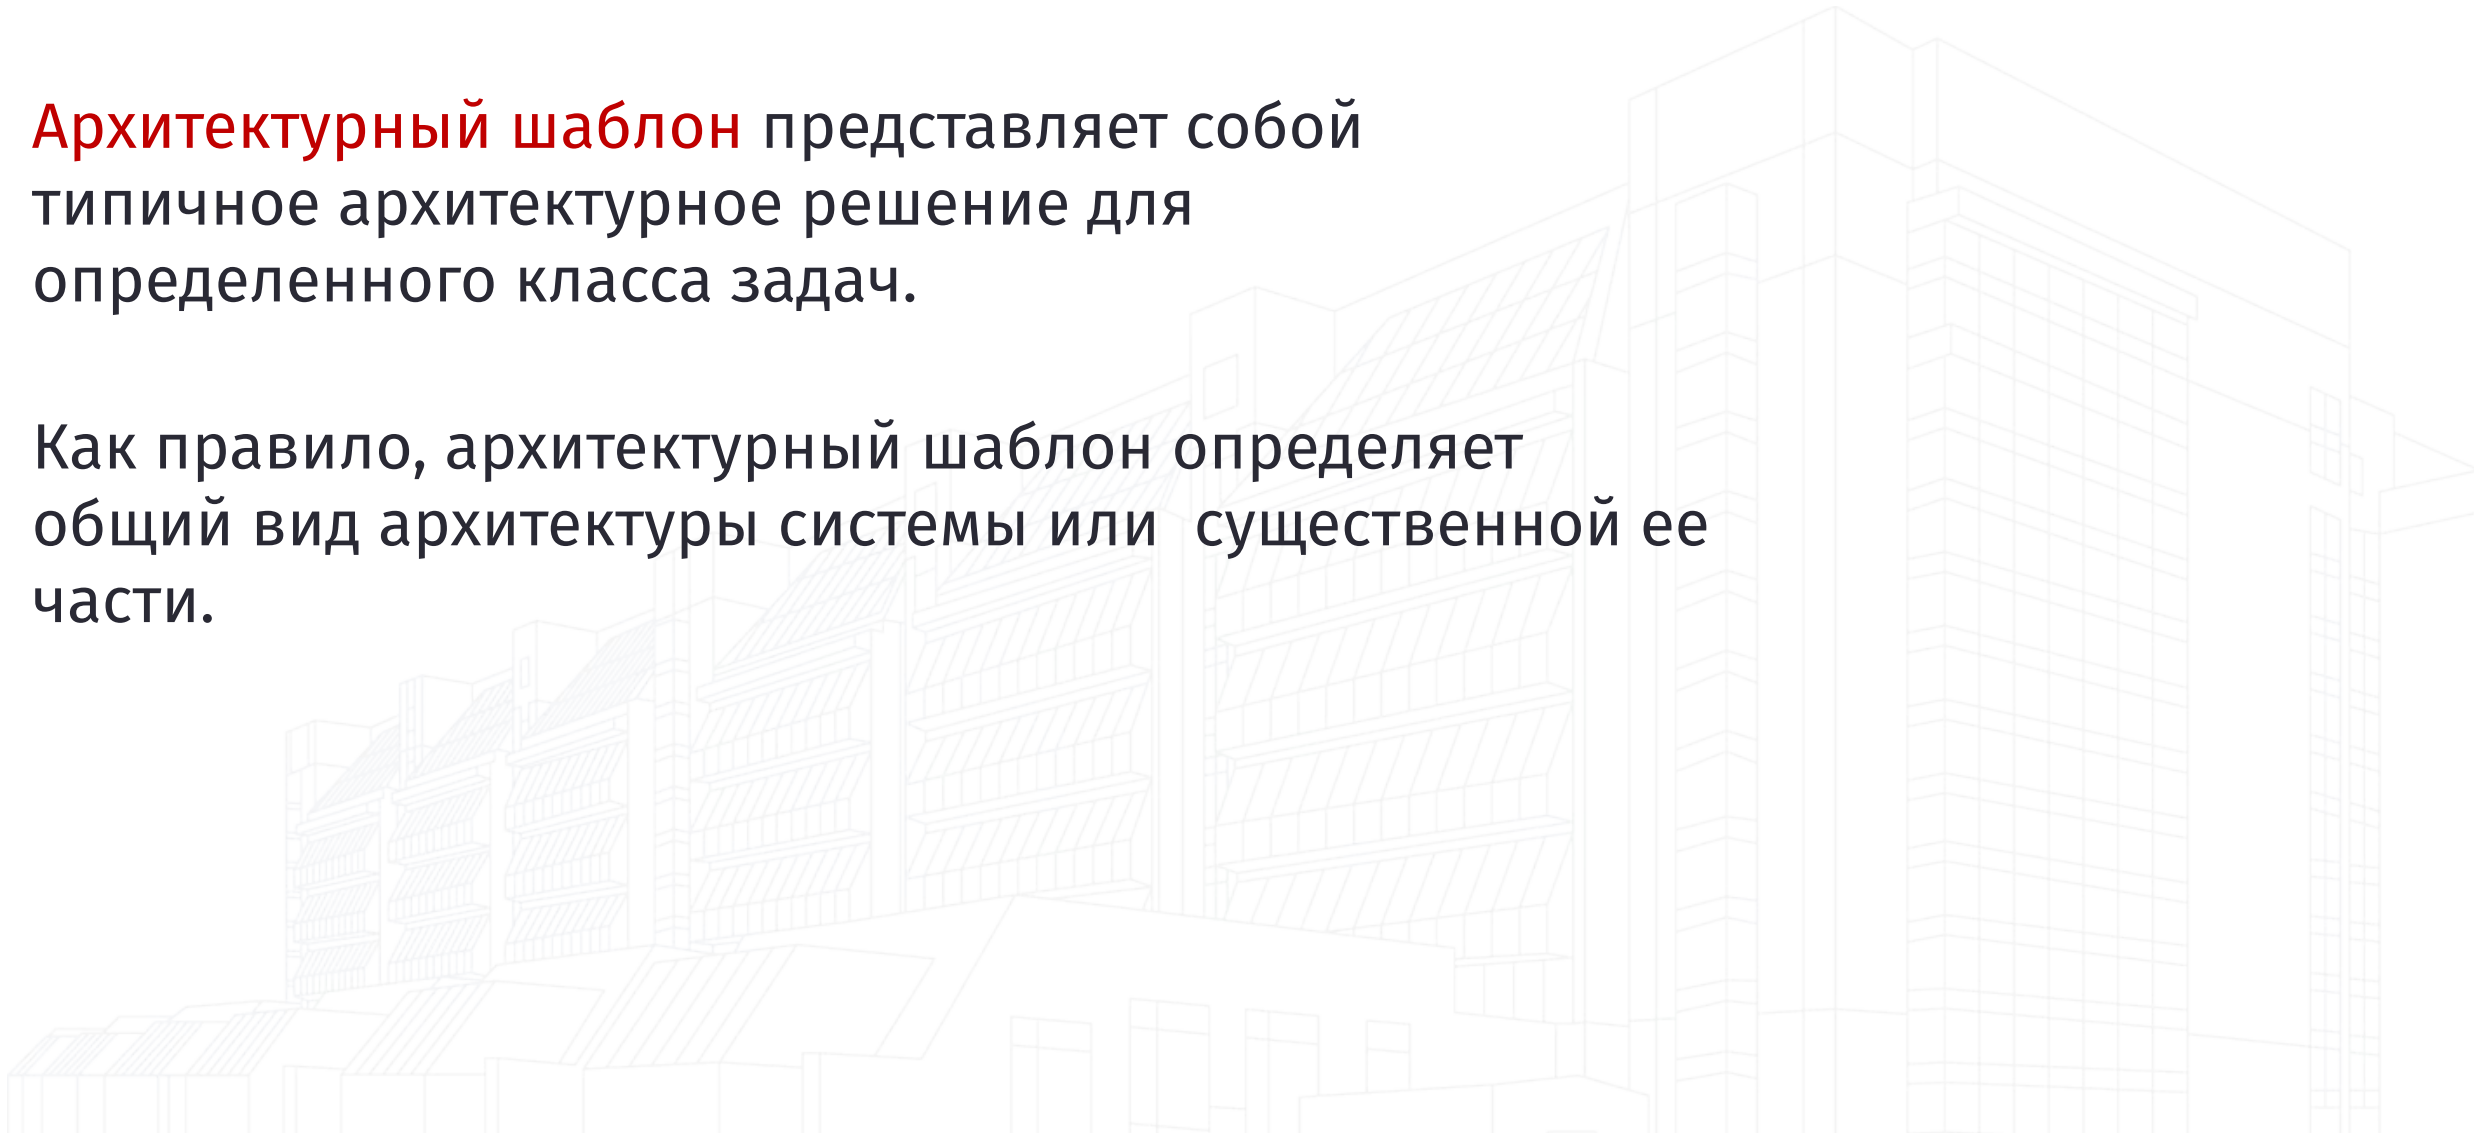 Архитектурный шаблон представляет собой
типичное архитектурное решение для
определенного класса задач.
Как правило, архитектурный шаблон определяет
общий вид архитектуры системы или  существенной ее
части.